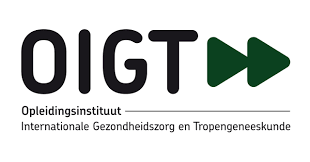 OIGT
Opleidingsinstituut
Internationale Gezondheidszorg en Tropengeneeskunde